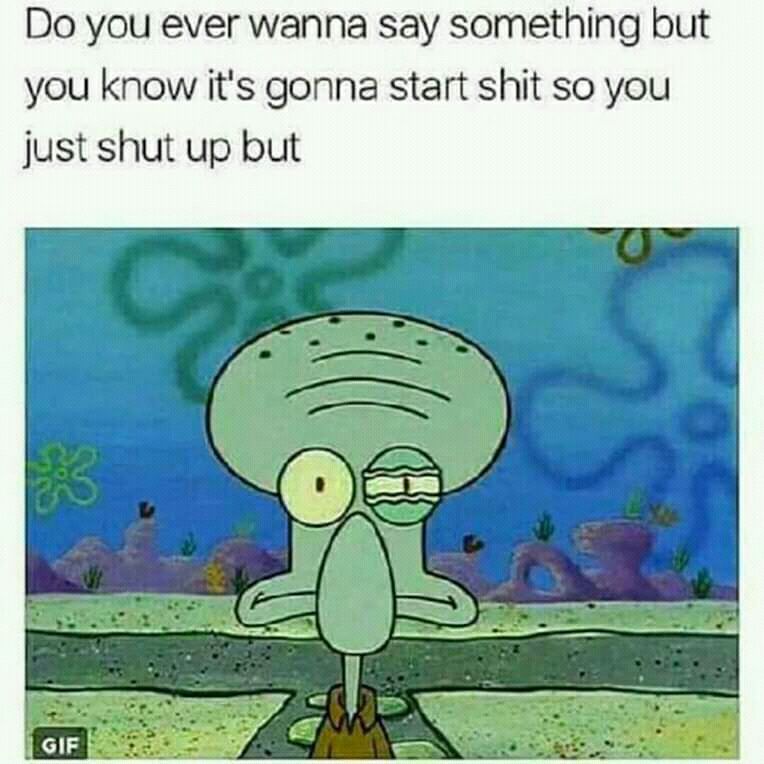 Do you ever wanna say something but
you know it's gonna start shit so you
just shut up but
GIF